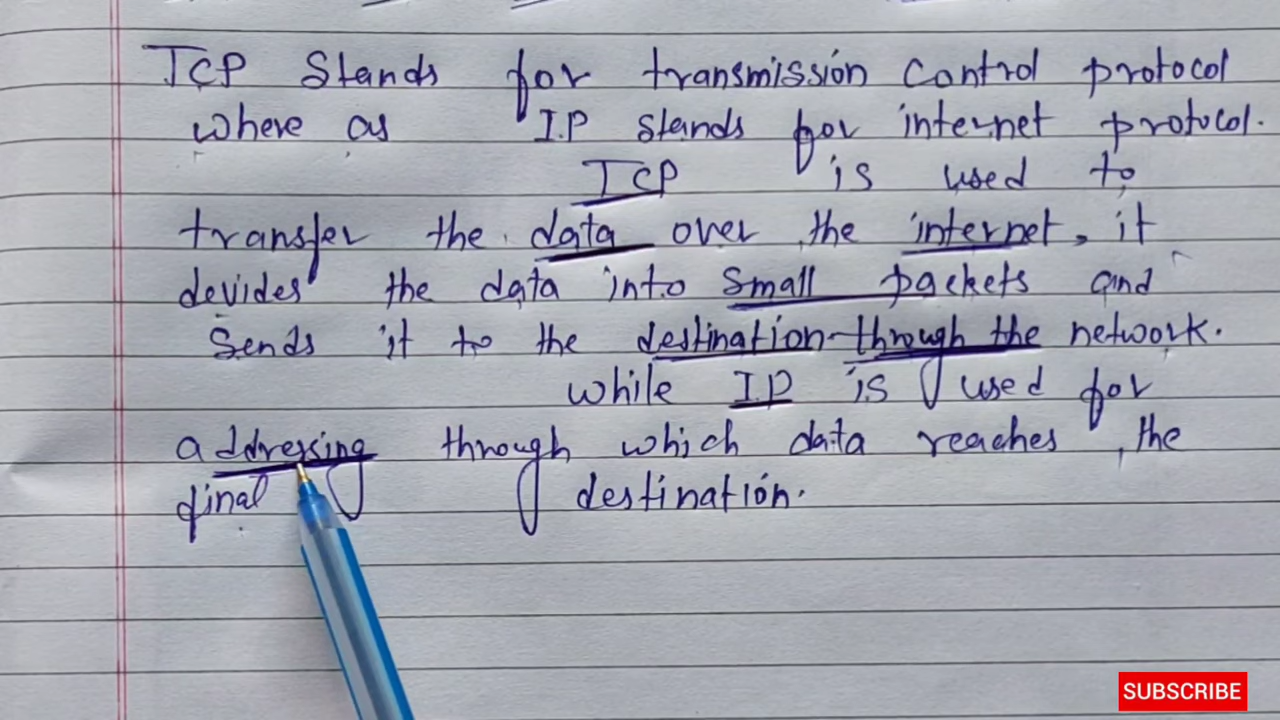 TCP Stands for transmission control protocol
where as I.P stands for internet protocol.
TCP is used to
transfer the data over the internet, it
devides the data into small packets and
Sends it to the destination through the network.
while I.P is used for
addressing through which data reaches the
final destination.
SUBSCRIBE